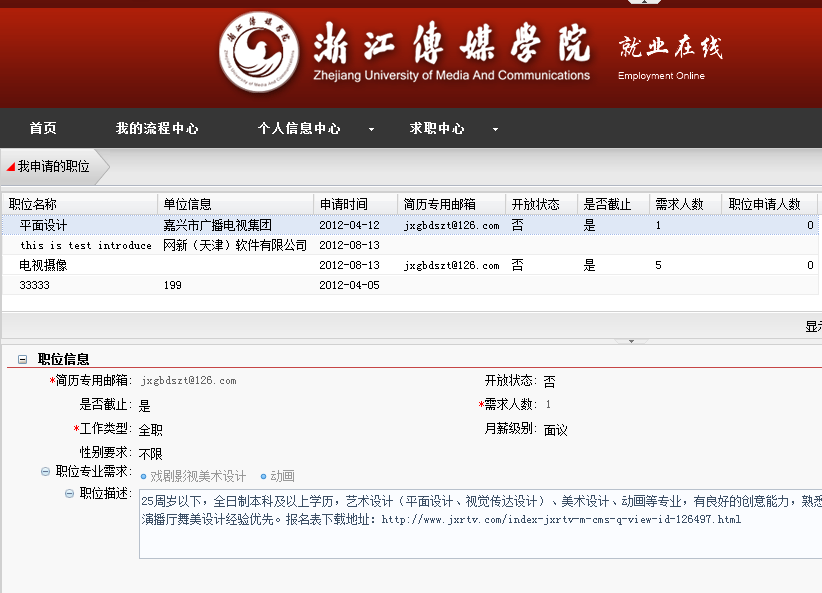 浙江傳媒學院
Zhejiang University of Media And Communications
就业在线
Employment Online
首页 我的流程中心 个人信息中心 求职中心
我申请的职位
职位名称 单位信息 申请时间 简历专用邮箱 开放状态 是否截止 需求人数 职位申请人数
平面设计 嘉兴市广播电视集团 2012-04-12 jxgbdszt@126.com 否 是 1 0
this is test introduce 网新（天津）软件有限公司 2012-08-13
电视摄像 2012-08-13 jxgbdszt@126.com 否 是 5 0
33333 199 2012-04-05
职位信息
*简历专用邮箱: jxgbdszt@126.com 开放状态: 否
是否截止: 是 *需求人数: 1
*工作类型: 全职 月薪级别: 面议
性别要求: 不限
职位专业需求: 戏剧影视美术设计 动画
职位描述: 25周岁以下，全日制本科及以上学历，艺术设计（平面设计、视觉传达设计）、美术设计、动画等专业，有良好的创意能力，熟悉
演播厅舞美设计经验优先。报名表下载地址：http://www.jxrtv.com/index-jxrtv-m-cms-q-view-id-126497.html